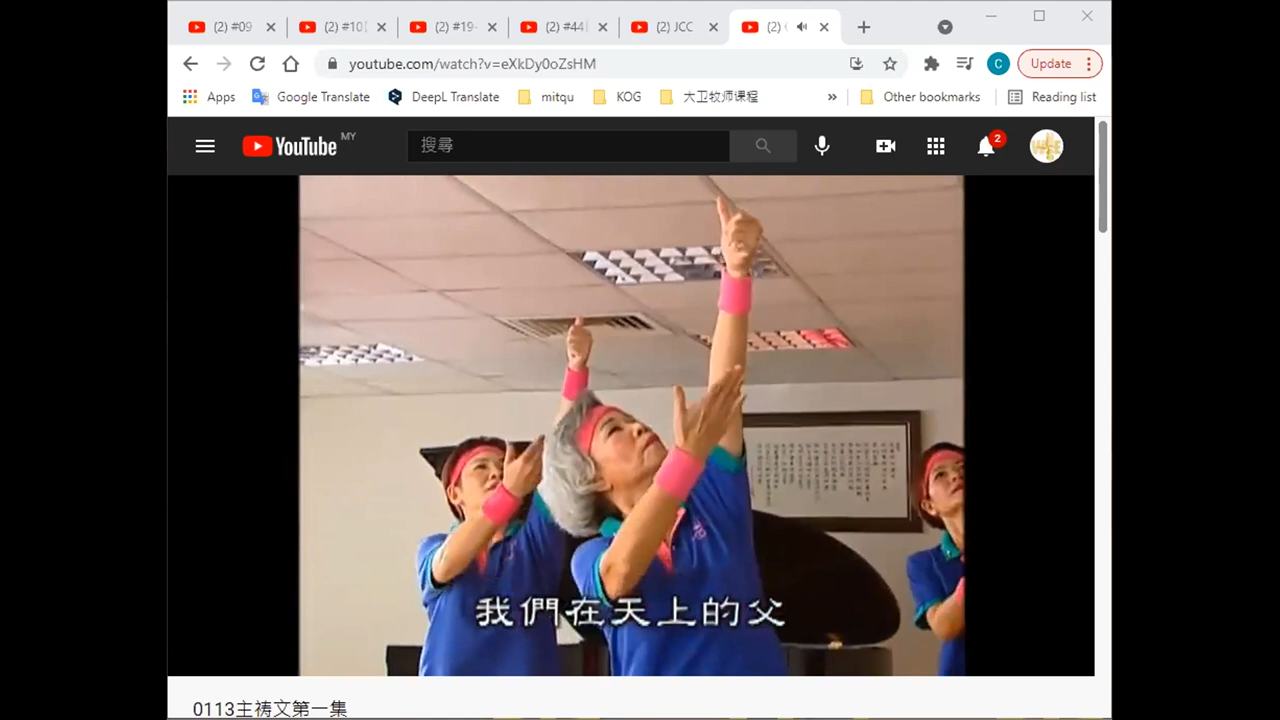 (2) #09
(2) #10
(2) #19-
(2) #44
(2) JCC
(2)
youtube.com/watch?v=eXkDy0oZsHM
C
Update
Apps
Google Translate
DeepL Translate
mitqu
KOG
大卫牧师课程
»
Other bookmarks
Reading list
YouTube MY
搜尋
2
我們在天上的父
0113主祷文第一集